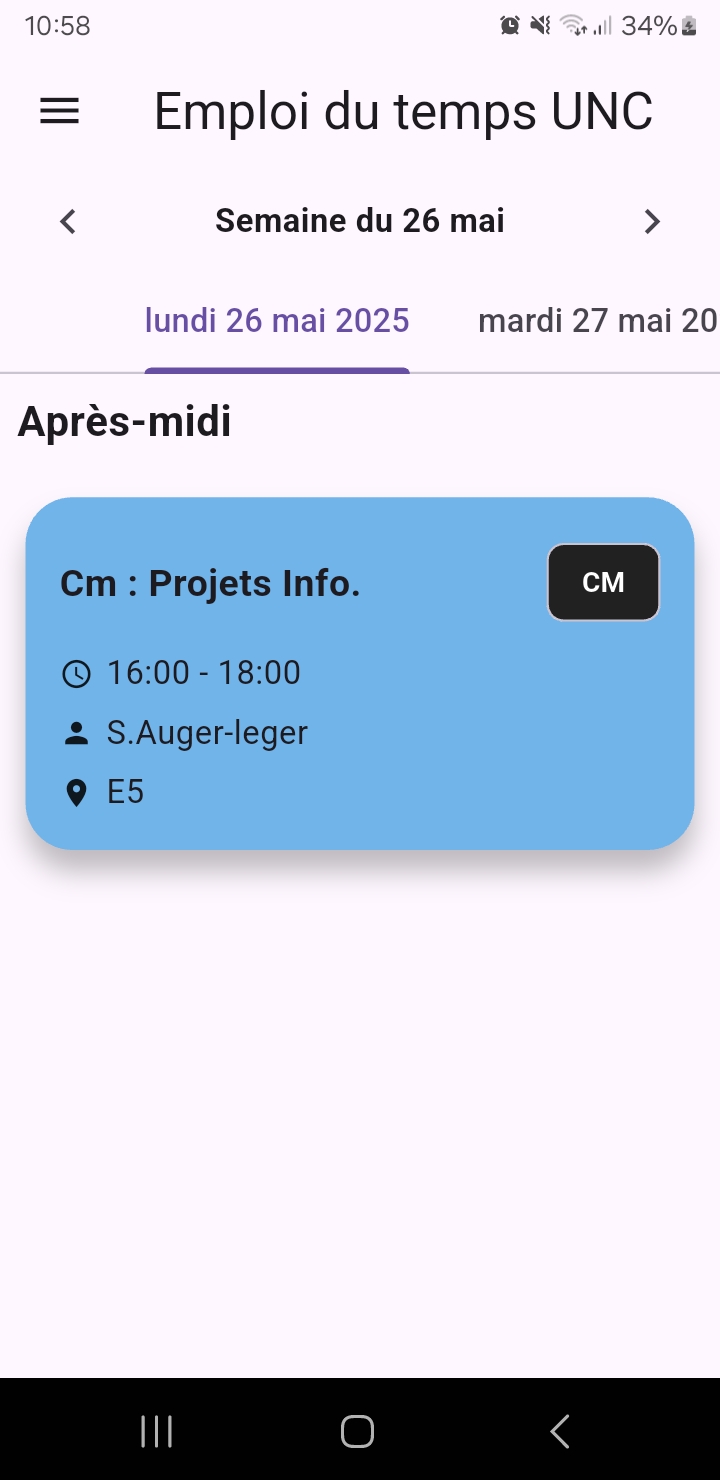 10:58 34%
Emploi du temps UNC
Semaine du 26 mai
lundi 26 mai 2025 mardi 27 mai 20
Après-midi
Cm : Projets Info. CM
16:00 - 18:00
S.Auger-leger
E5